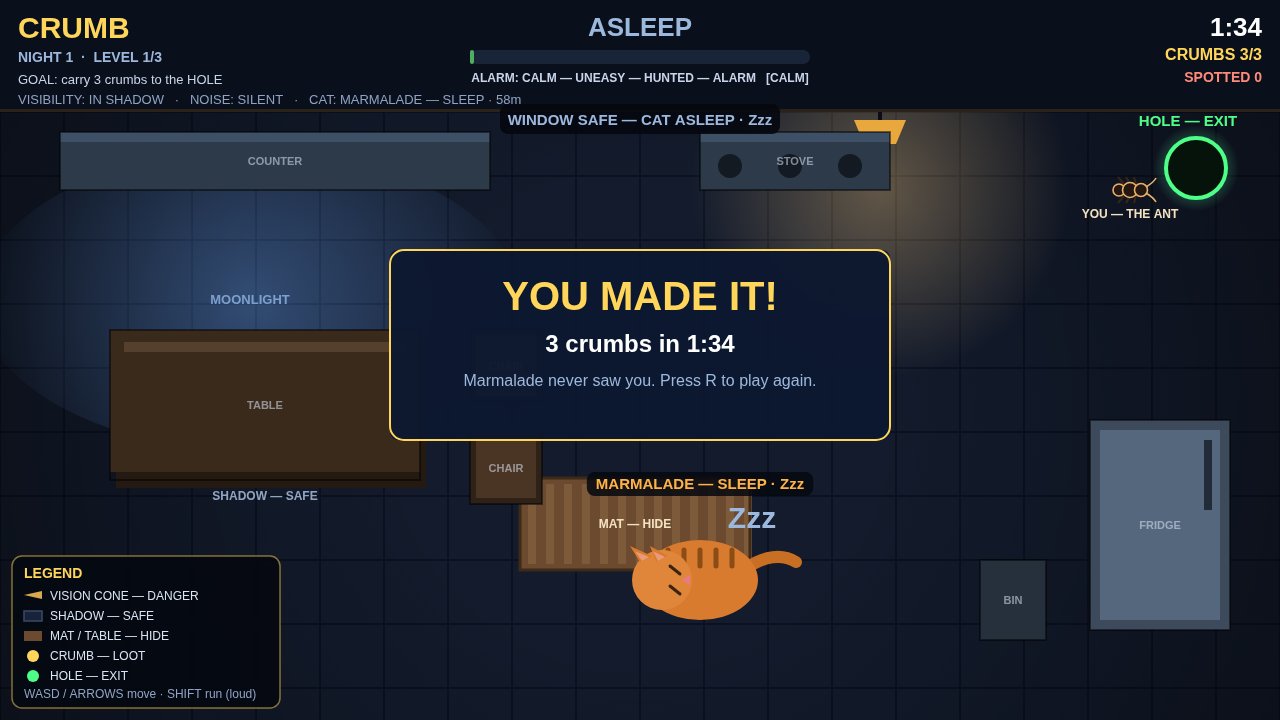 CRUMB
NIGHT 1 · LEVEL 1/3
GOAL: carry 3 crumbs to the HOLE
VISIBILITY: IN SHADOW · NOISE: SILENT · CAT: MARMALADE — SLEEP · 58m
ASLEEP
ALARM: CALM — UNEASY — HUNTED — ALARM [CALM]
1:34
CRUMBS 3/3
SPOTTED 0
WINDOW SAFE — CAT ASLEEP · Zzz
HOLE — EXIT
COUNTER
STOVE
YOU — THE ANT
MOONLIGHT
YOU MADE IT!
3 crumbs in 1:34
Marmalade never saw you. Press R to play again.
TABLE
CHAIR
SHADOW — SAFE
MARMALADE — SLEEP · Zzz
MAT — HIDE
Zzz
FRIDGE
BIN
LEGEND
VISION CONE — DANGER
SHADOW — SAFE
MAT / TABLE — HIDE
CRUMB — LOOT
HOLE — EXIT
WASD / ARROWS move · SHIFT run (loud)